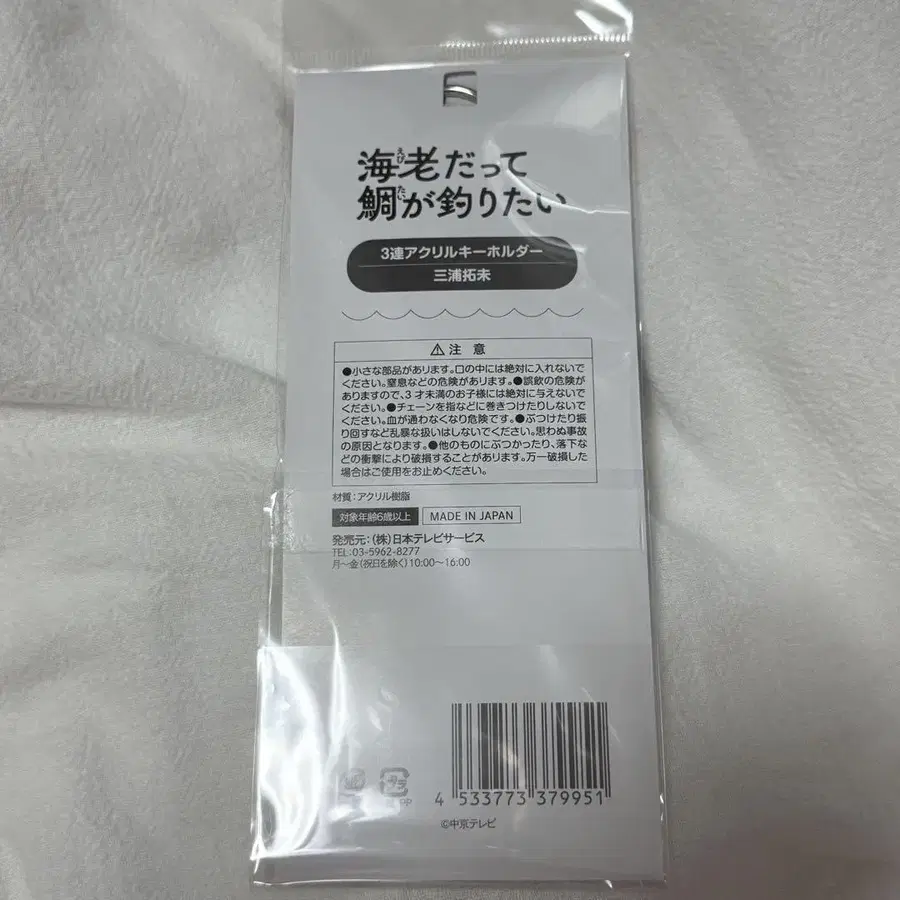 海老だって
鯛が釣りたい
3連アクリルキーホルダー
三浦拓未
⚠注 意
●小さな部品があります。口の中には絶対に入れないで
ください。窒息などの危険があります。●誤飲の危険が
ありますので、3才未満のお子様には絶対に与えないで
ください。●チェーンを指などに巻きつけたりしないで
ください。血が通わなくなり危険です。●ぶつけたり振
り回すなど乱暴な扱いはしないでください。思わぬ事故
の原因となります。●他のものにぶつかったり、落下な
どの衝撃により破損することがあります。万一破損した
場合はご使用をお止めください。
材質:アクリル樹脂
対象年齢6歳以上 MADE IN JAPAN
発売元:(株)日本テレビサービス
TEL:03-5962-8277
月〜金(祝日を除く)10:00〜16:00
プラ
PP
4 533773 379951
©中京テレビ